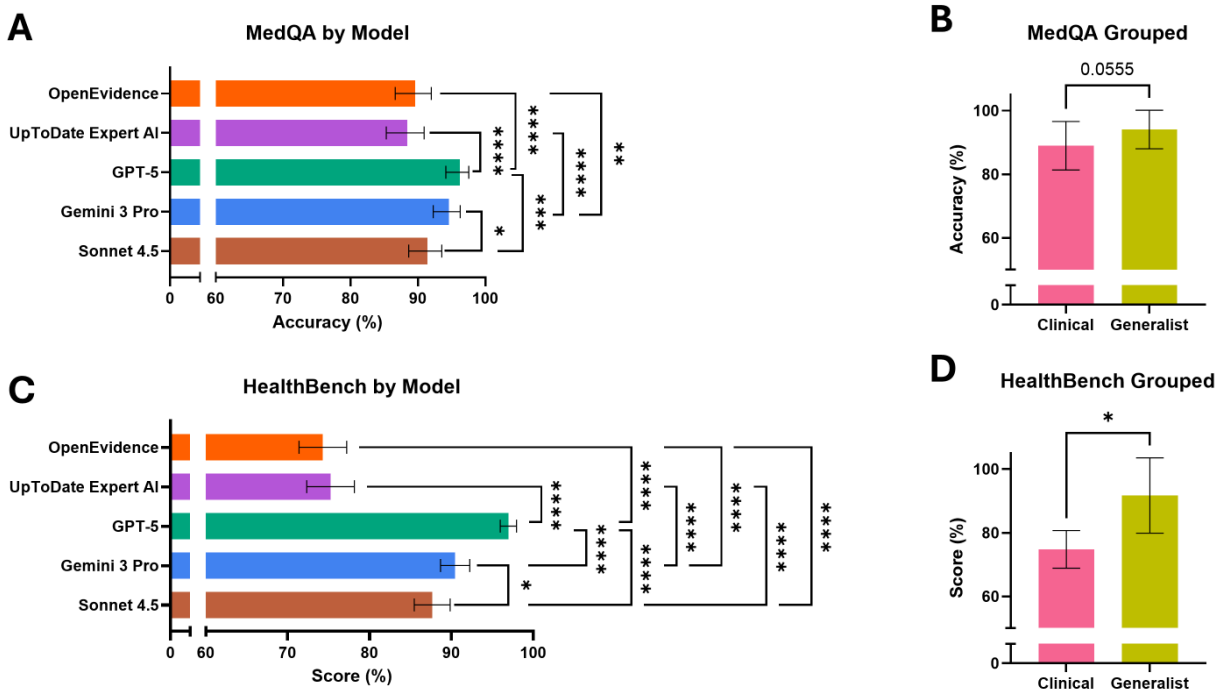 A
MedQA by Model
OpenEvidence
UpToDate Expert AI
GPT-5
Gemini 3 Pro
Sonnet 4.5
****
****
**
****
***
*
0 60 70 80 90 100
Accuracy (%)
B
MedQA Grouped
0.0555
100
80
60
0
Accuracy (%)
Clinical Generalist
C
HealthBench by Model
OpenEvidence
UpToDate Expert AI
GPT-5
Gemini 3 Pro
Sonnet 4.5
****
****
****
****
****
****
****
****
*
0 60 70 80 90 100
Score (%)
D
HealthBench Grouped
*
100
80
60
0
Score (%)
Clinical Generalist